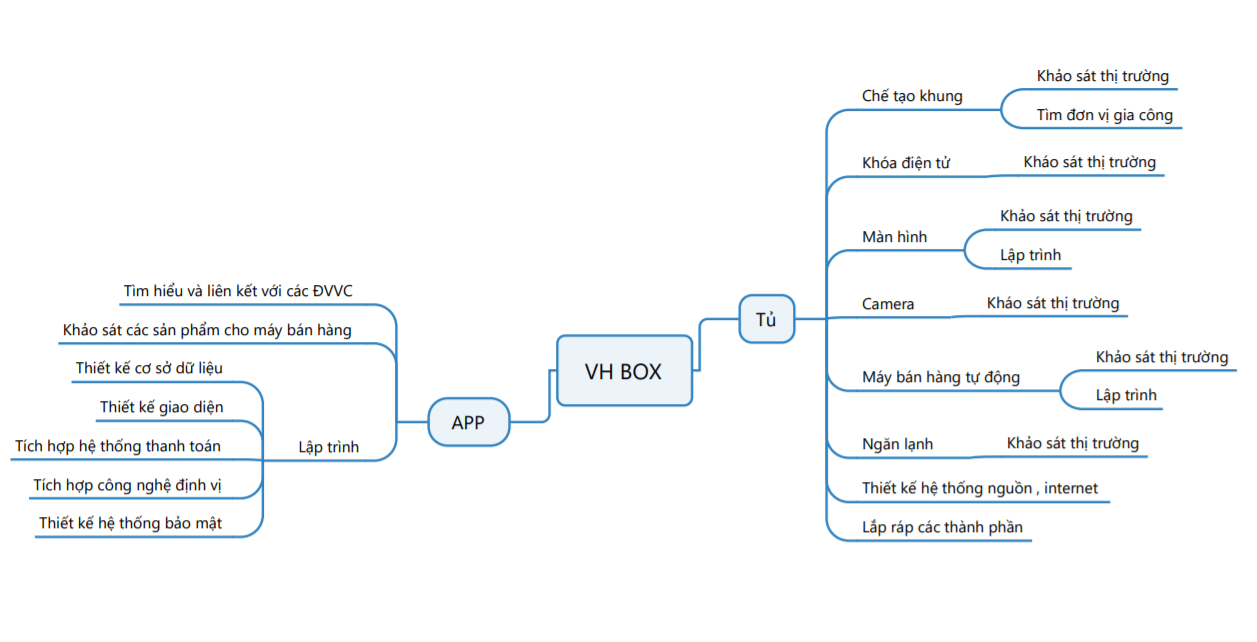 Khảo sát thị trường
Chế tạo khung
Tìm đơn vị gia công
Khóa điện tử
Kháo sát thị trường
Khảo sát thị trường
Màn hình
Lập trình
Tìm hiểu và liên kết với các ĐVVC
Camera
Kháo sát thị trường
Tủ
Khảo sát các sản phẩm cho máy bán hàng
Khảo sát thị trường
Thiết kế cơ sở dữ liệu
VH BOX
Máy bán hàng tự động
Lập trình
Thiết kế giao diện
APP
Tích hợp hệ thống thanh toán
Lập trình
Ngăn lạnh
Khảo sát thị trường
Tích hợp công nghệ định vị
Thiết kế hệ thống nguồn , internet
Thiết kế hệ thống bảo mật
Lắp ráp các thành phần